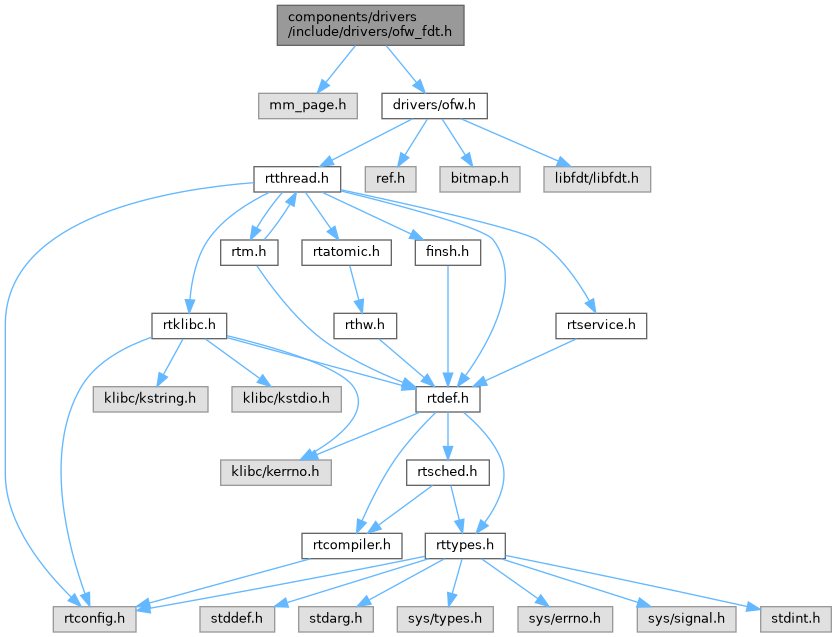 components/drivers
/include/drivers/ofw_fdt.h
mm_page.h
drivers/ofw.h
rtthread.h
ref.h
bitmap.h
libfdt/libfdt.h
rtm.h
rtatomic.h
finsh.h
rtklibc.h
rthw.h
rtservice.h
klibc/kstring.h
klibc/kstdio.h
rtdef.h
klibc/kerrno.h
rtsched.h
rtcompiler.h
rttypes.h
rtconfig.h
stddef.h
stdarg.h
sys/types.h
sys/errno.h
sys/signal.h
stdint.h